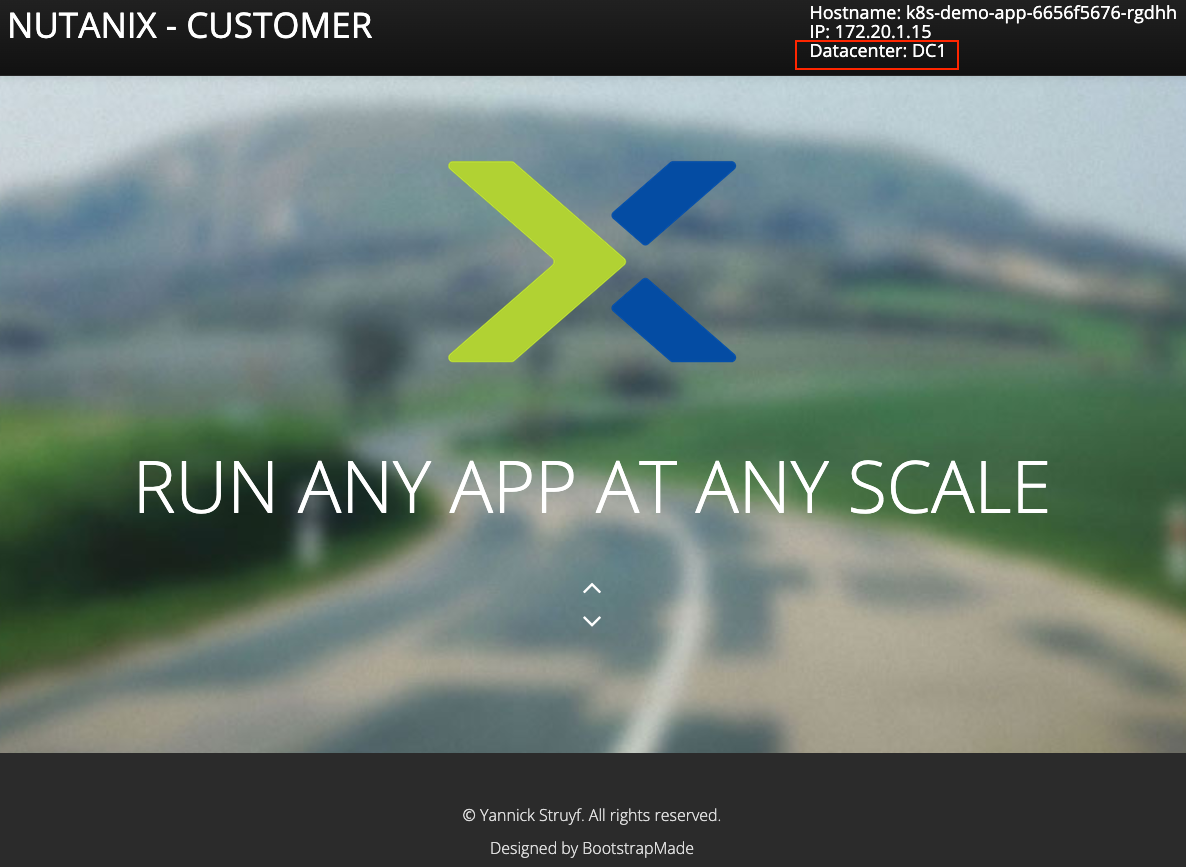 NUTANIX - CUSTOMER
Hostname: k8s-demo-app-6656f5676-rgdhh
IP: 172.20.1.15
Datacenter: DC1
RUN ANY APP AT ANY SCALE
© Yannick Struyf. All rights reserved.
Designed by BootstrapMade